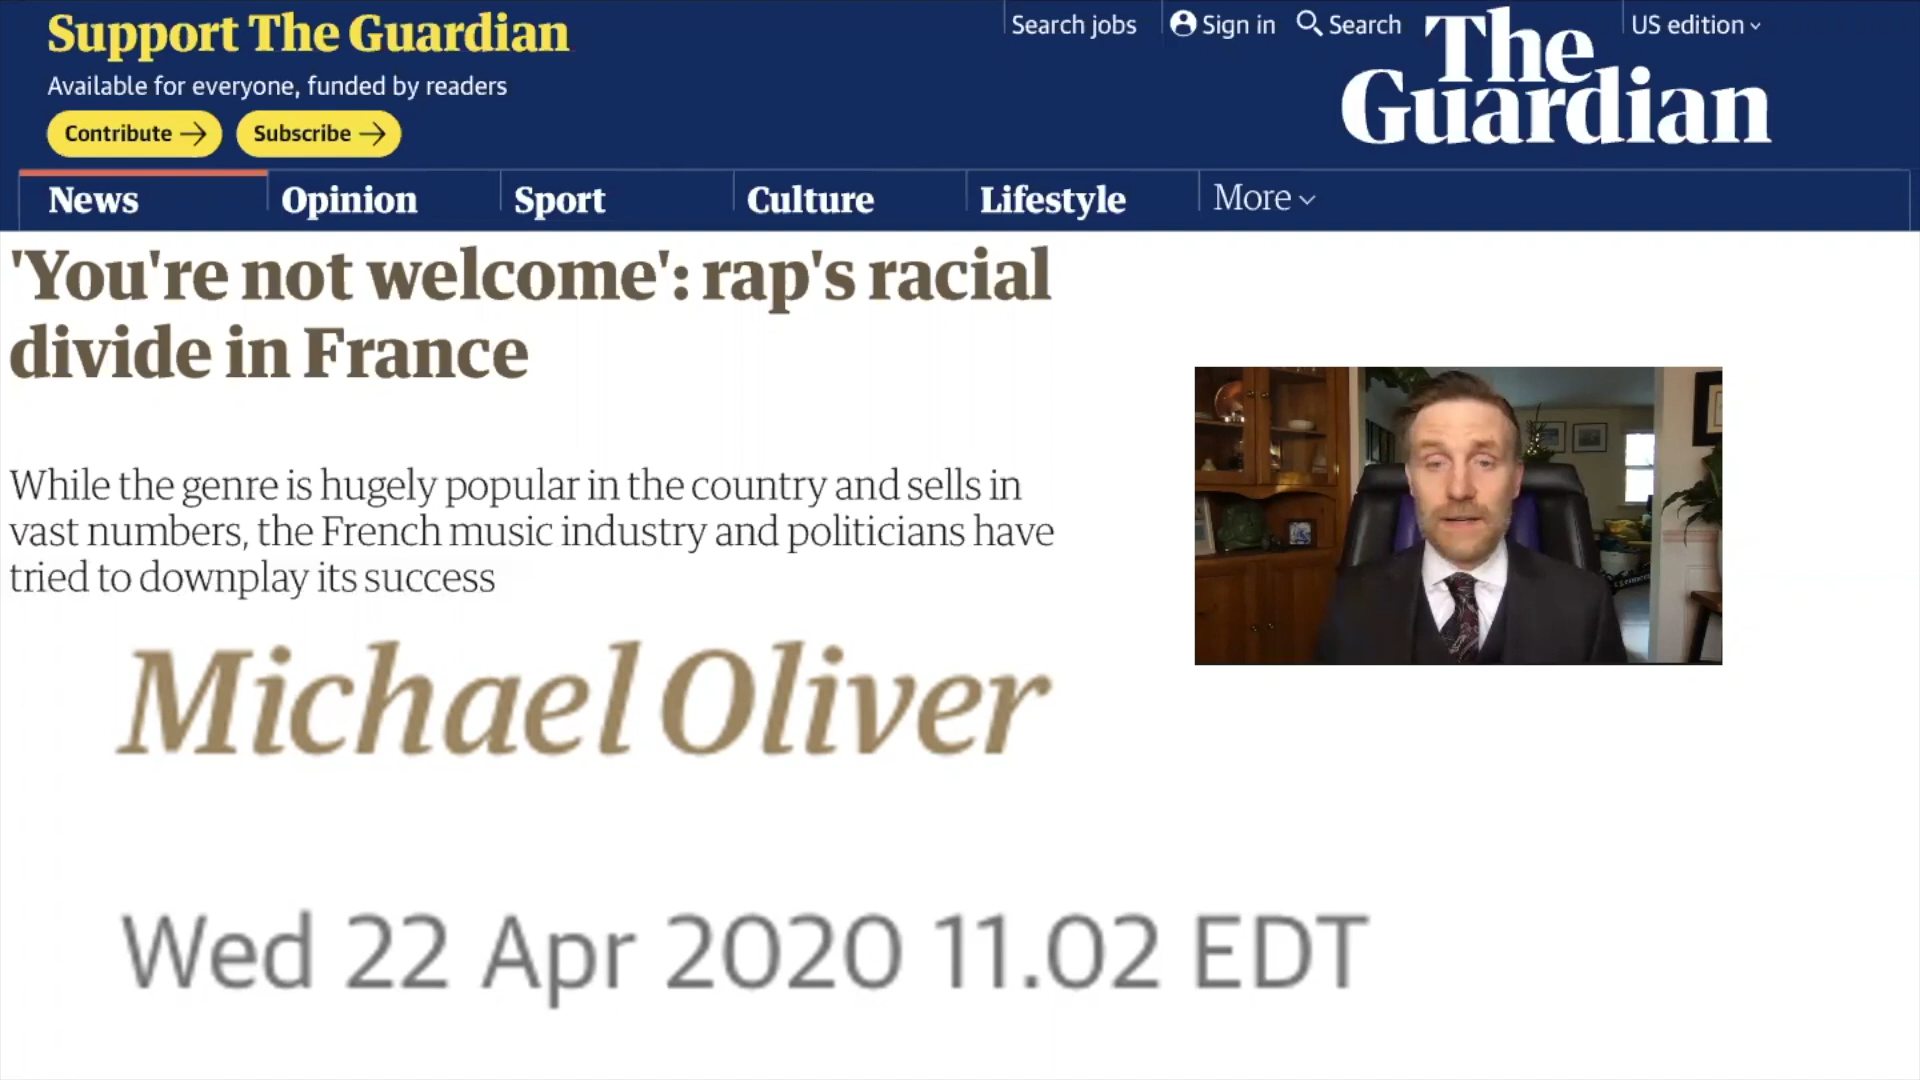 Support The Guardian
Available for everyone, funded by readers
Contribute
Subscribe
Search jobs
Sign in
Search
US edition
The
Guardian
News
Opinion
Sport
Culture
Lifestyle
More
'You're not welcome': rap's racial
divide in France
While the genre is hugely popular in the country and sells in
vast numbers, the French music industry and politicians have
tried to downplay its success
Michael Oliver
Wed 22 Apr 2020 11.02 EDT